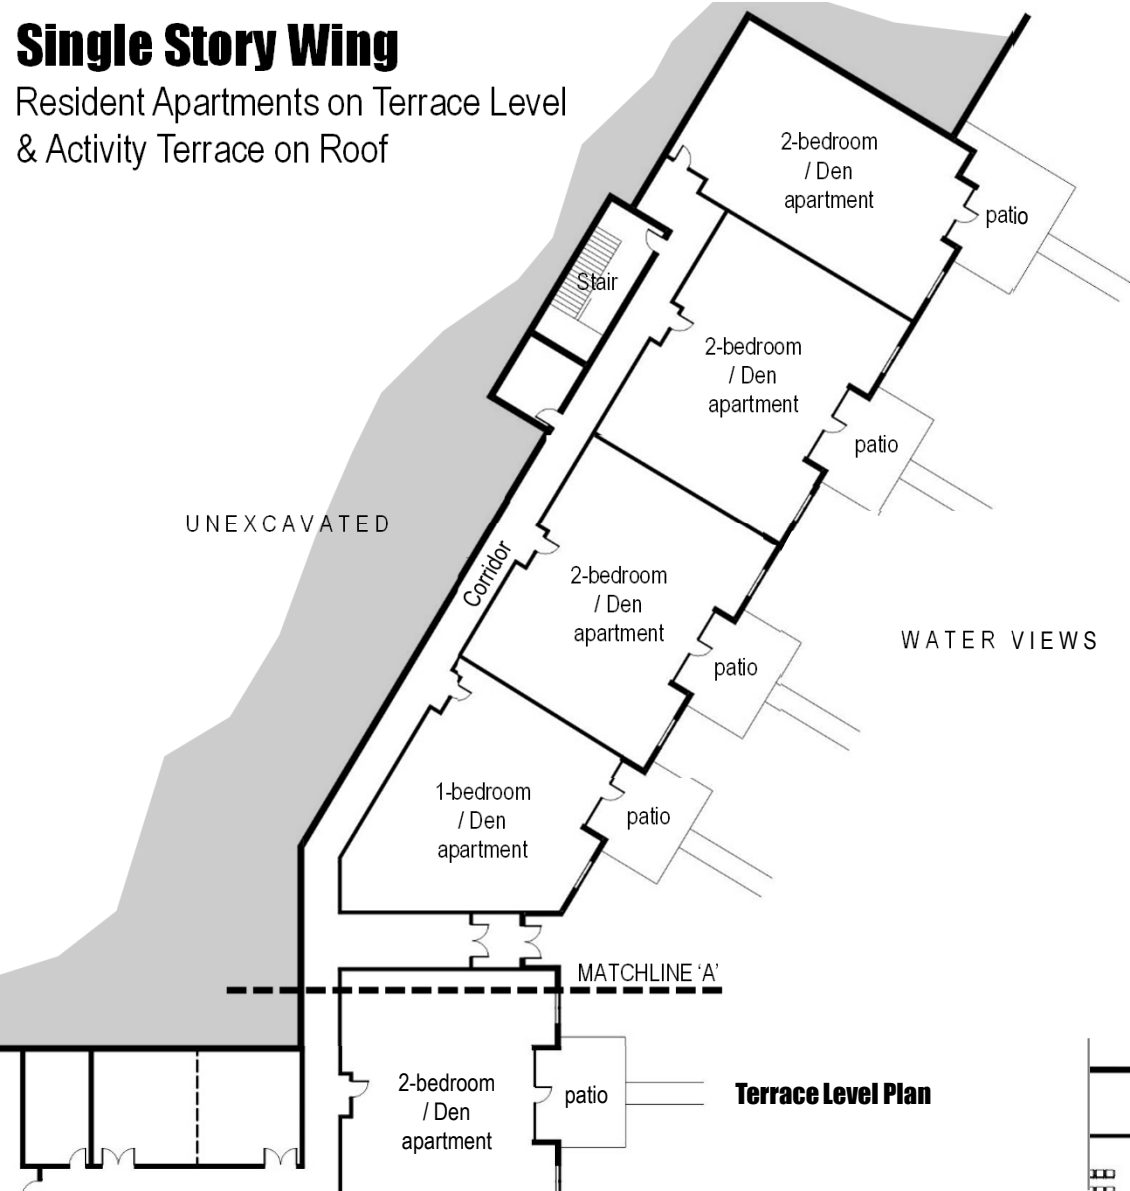 Single Story Wing
Resident Apartments on Terrace Level
& Activity Terrace on Roof
2-bedroom
/ Den
apartment
patio
Stair
2-bedroom
/ Den
apartment
patio
UNEXCAVATED
Corridor
2-bedroom
/ Den
apartment
WATER VIEWS
patio
1-bedroom
/ Den
apartment
patio
MATCHLINE ‘A’
2-bedroom
/ Den
apartment
patio
Terrace Level Plan